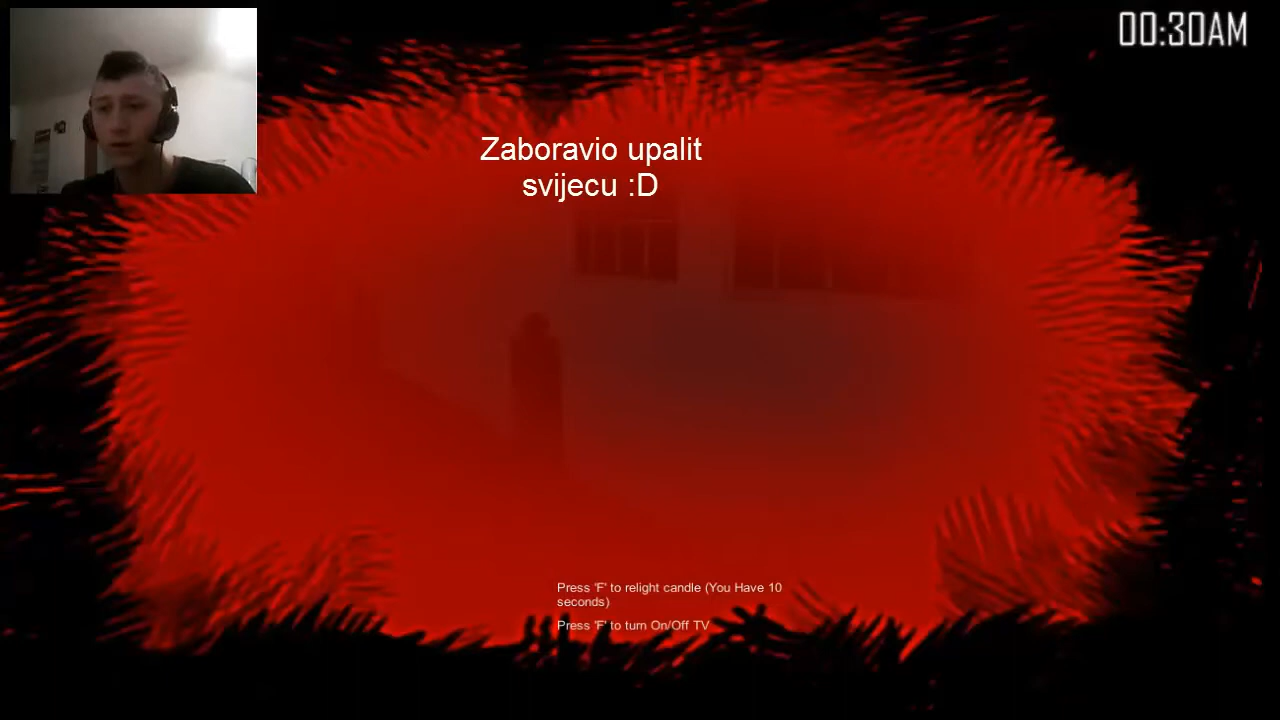 00:30AM
Zaboravio upalit
svijecu :D
Press 'F' to relight candle (You Have 10
seconds)
Press 'F' to turn On/Off TV